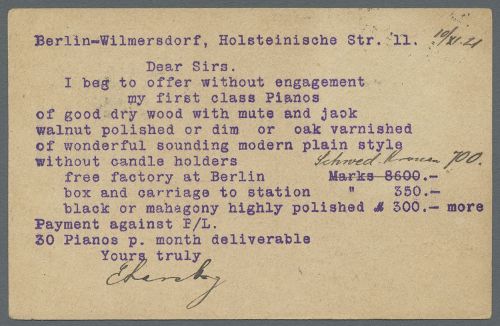 Berlin-Wilmersdorf, Holsteinische Str. 11. 10/XI.21
Dear Sirs.
I beg to offer without engagement
my first class Pianos
of good dry wood with mute and jack
walnut polished or dim or oak varnished
of wonderful sounding modern plain style
without candle holders Schwed. Kronen 700.
free factory at Berlin Marks 8600.-
box and carriage to station " 350.-
black or mahagony highly polished M 300.- more
Payment against B/L.
30 Pianos p. month deliverable
Yours truly